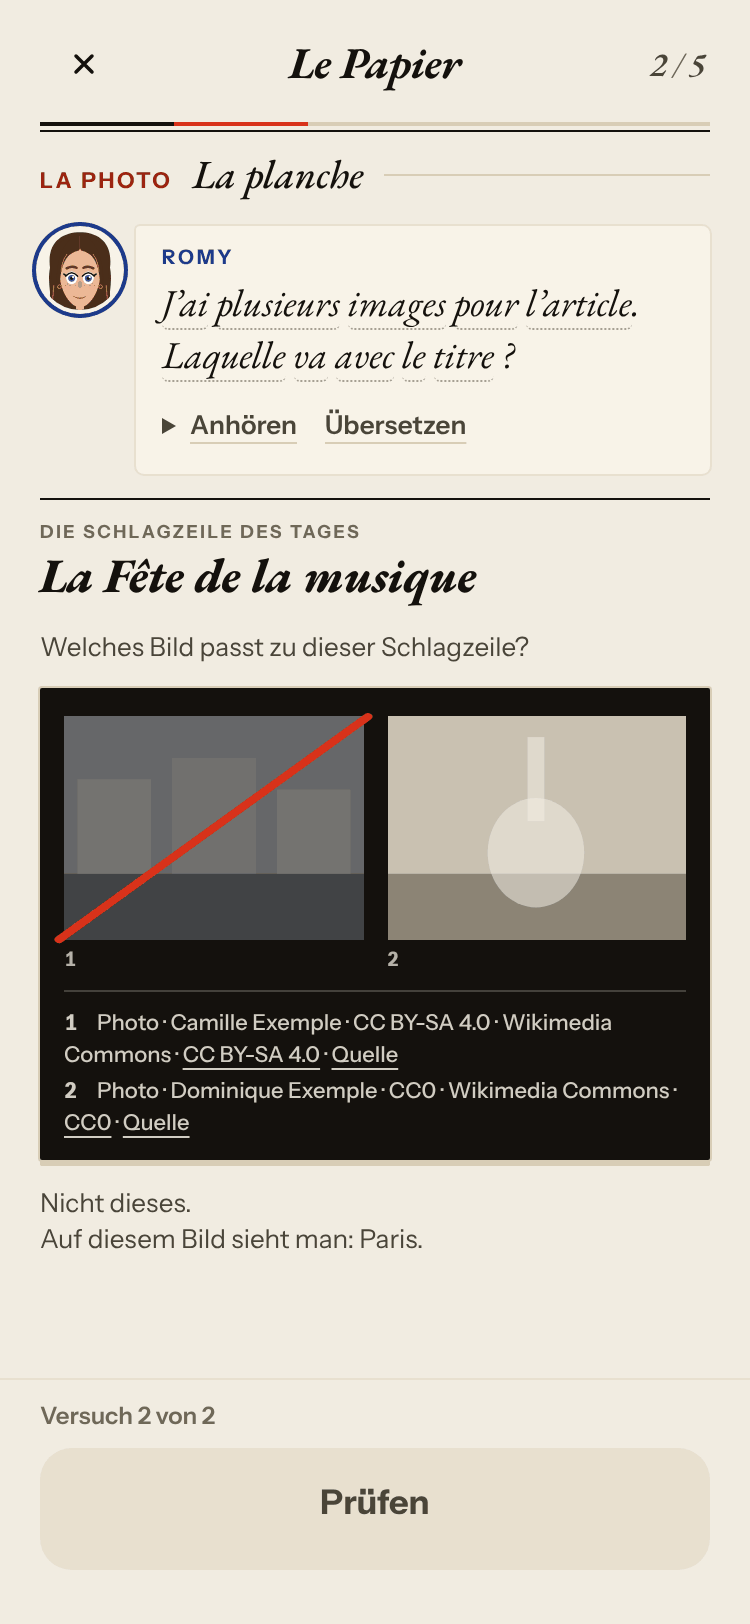 Le Papier
2/5
LA PHOTO La planche
ROMY
J'ai plusieurs images pour l'article.
Laquelle va avec le titre ?
Anhören Übersetzen
DIE SCHLAGZEILE DES TAGES
La Fête de la musique
Welches Bild passt zu dieser Schlagzeile?
1 2
1 Photo · Camille Exemple · CC BY-SA 4.0 · Wikimedia
Commons · CC BY-SA 4.0 · Quelle
2 Photo · Dominique Exemple · CC0 · Wikimedia Commons ·
CC0 · Quelle
Nicht dieses.
Auf diesem Bild sieht man: Paris.
Versuch 2 von 2
Prüfen